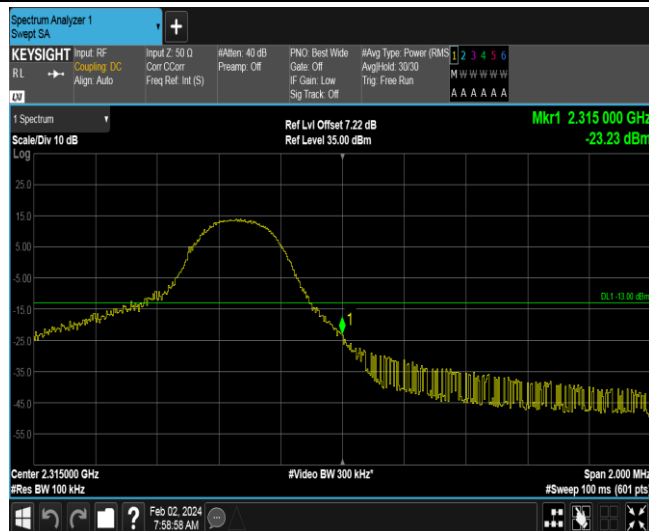 Spectrum Analyzer 1
Swept SA
+
KEYSIGHT
RL
LXI
Input: RF
Coupling: DC
Align: Auto
Input Z: 50 Ω
Corr CCorr
Freq Ref: Int (S)
#Atten: 40 dB
Preamp: Off
PNO: Best Wide
Gate: Off
IF Gain: Low
Sig Track: Off
#Avg Type: Power (RMS
Avg|Hold: 30/30
Trig: Free Run
1 2 3 4 5 6
M W W W W W
A A A A A A
1 Spectrum
Scale/Div 10 dB
Ref Lvl Offset 7.22 dB
Ref Level 35.00 dBm
Mkr1 2.315 000 GHz
-23.23 dBm
Log
25.0
15.0
5.00
-5.00
DL1 -13.00 dBm
-15.0
1
-25.0
-35.0
-45.0
-55.0
Center 2.315000 GHz
#Res BW 100 kHz
#Video BW 300 kHz*
Span 2.000 MHz
#Sweep 100 ms (601 pts)
?
Feb 02, 2024
7:58:58 AM